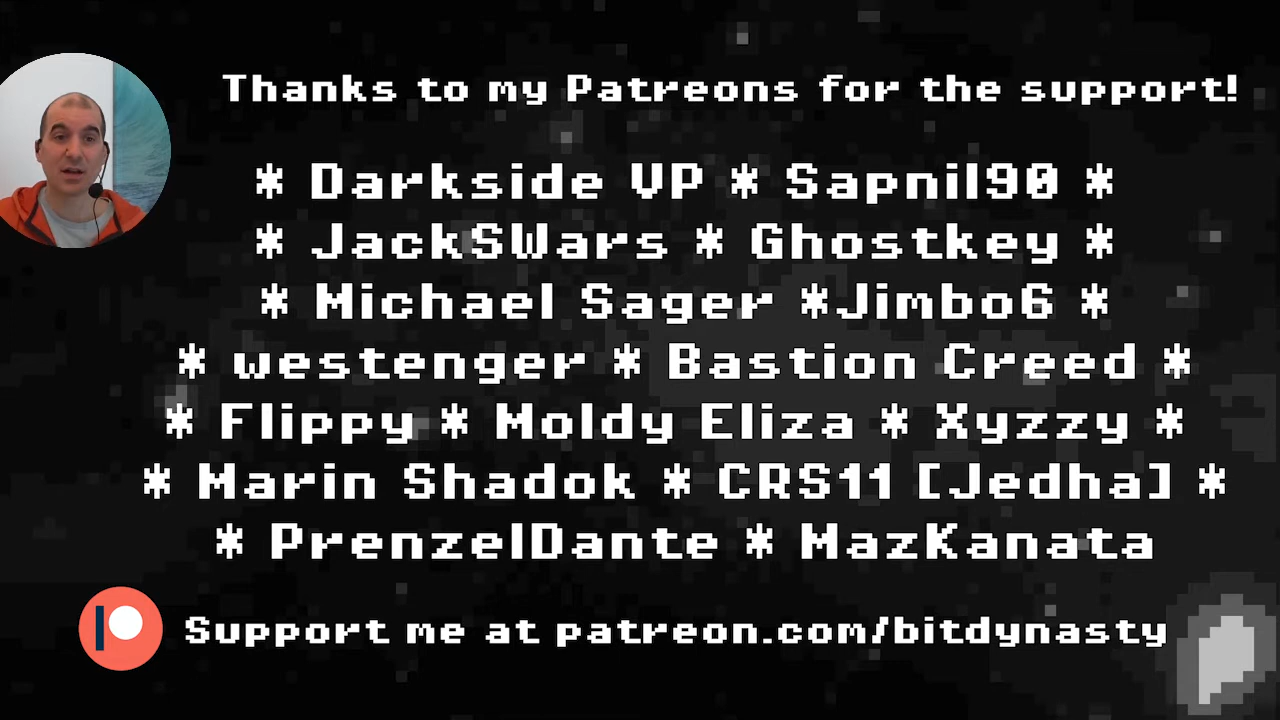 Thanks to my Patreons for the support!
* Darkside VP * Sapnil90 *
* JackSWars * Ghostkey *
* Michael Sager *Jimbo6 *
* westenger * Bastion Creed *
* Flippy * Moldy Eliza * Xyzzy *
* Marin Shadok * CRS11 [Jedha] *
* PrenzelDante * MazKanata
Support me at patreon.com/bitdynasty